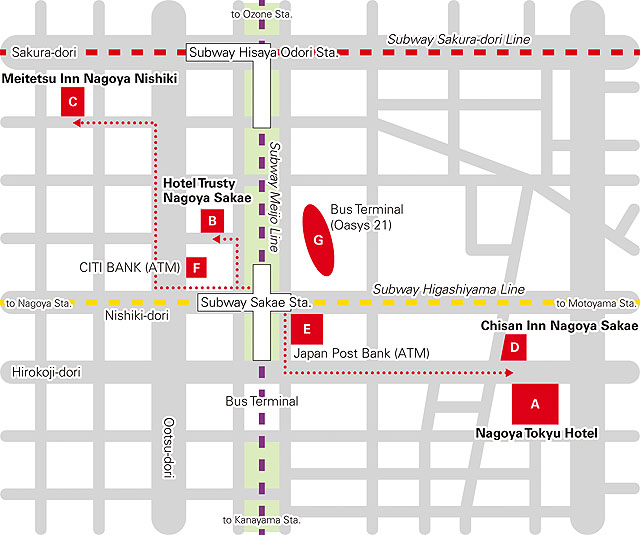 to Ozone Sta.
Subway Sakura-dori Line
Sakura-dori
Subway Hisaya Odori Sta.
Meitetsu Inn Nagoya Nishiki
C
Subway Meijo Line
Hotel Trusty
Nagoya Sakae
B
Bus Terminal
(Oasys 21)
G
CITI BANK (ATM)
F
Subway Higashiyama Line
to Nagoya Sta.
Subway Sakae Sta.
to Motoyama Sta.
Nishiki-dori
E
Chisan Inn Nagoya Sakae
D
Japan Post Bank (ATM)
Hirokoji-dori
Bus Terminal
A
Nagoya Tokyu Hotel
Ootsu-dori
to Kanayama Sta.